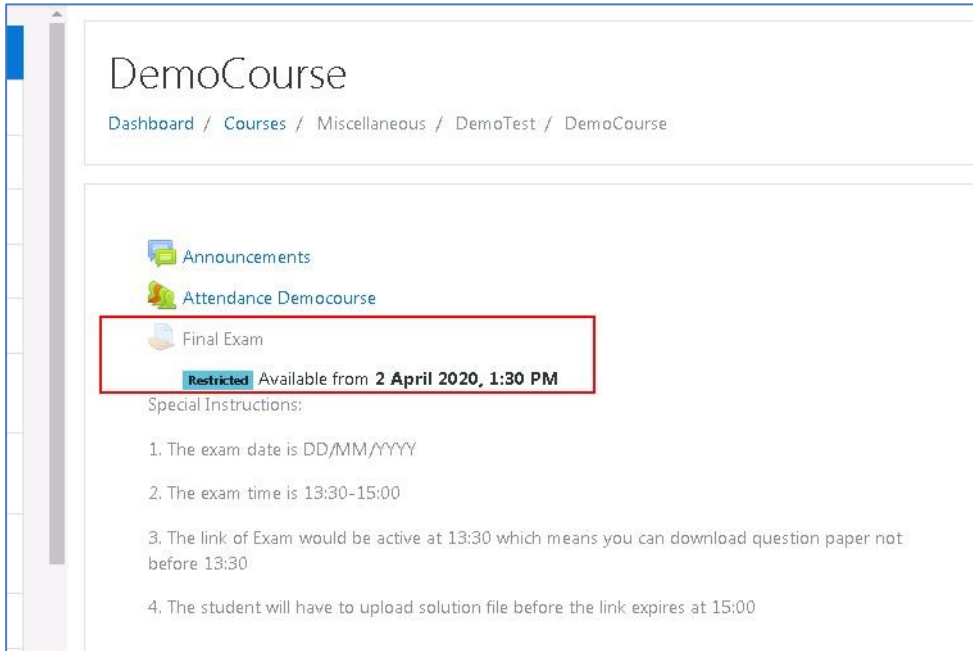 DemoCourse
Dashboard / Courses / Miscellaneous / DemoTest / DemoCourse
Announcements
Attendance Democourse
Final Exam
Restricted Available from 2 April 2020, 1:30 PM
Special Instructions:
1. The exam date is DD/MM/YYYY
2. The exam time is 13:30-15:00
3. The link of Exam would be active at 13:30 which means you can download question paper not
before 13:30
4. The student will have to upload solution file before the link expires at 15:00